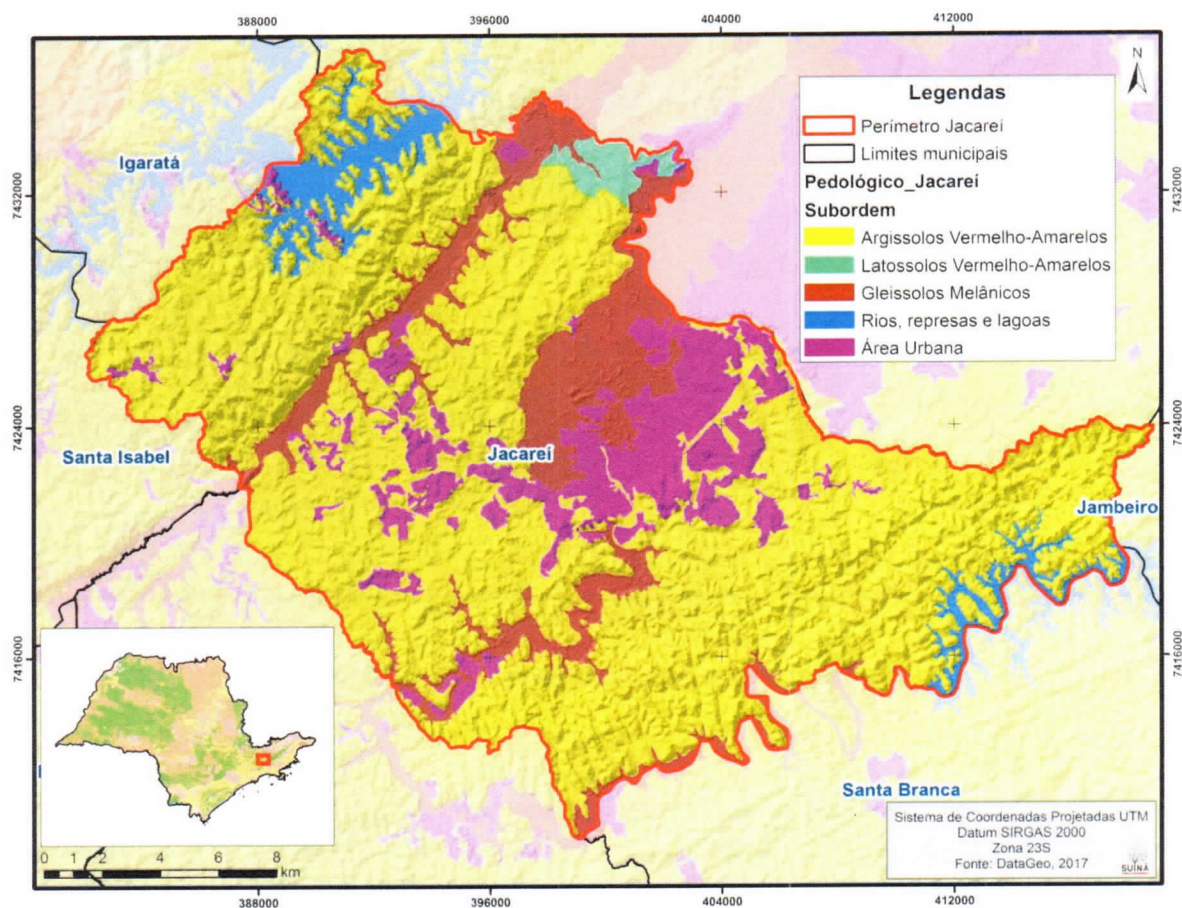 388000
396000
404000
412000
N
Legendas
Perímetro Jacareí
Limites municipais
Pedológico_Jacareí
Subordem
Argissolos Vermelho-Amarelos
Latossolos Vermelho-Amarelos
Gleissolos Melânicos
Rios, represas e lagoas
Área Urbana
Igaratá
7432000
7432000
7424000
7424000
Santa Isabel
Jacareí
Jambeiro
7416000
7416000
Santa Branca
Sistema de Coordenadas Projetadas UTM
Datum SIRGAS 2000
Zona 23S
Fonte: DataGeo, 2017
SUINÃ
0 1 2 4 6 8
km
388000
396000
404000
412000